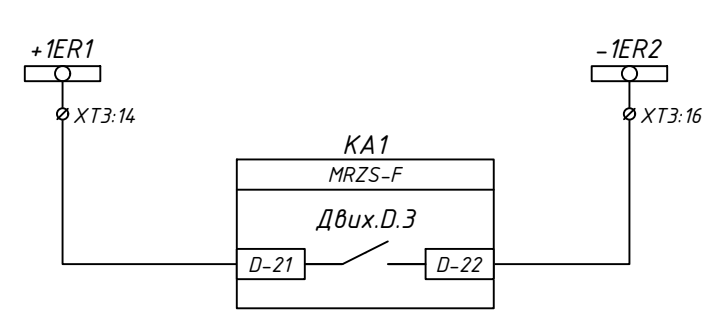 +1ER1
-1ER2
XT3:14
XT3:16
KA1
MRZS-F
Двих.D.3
D-21
D-22